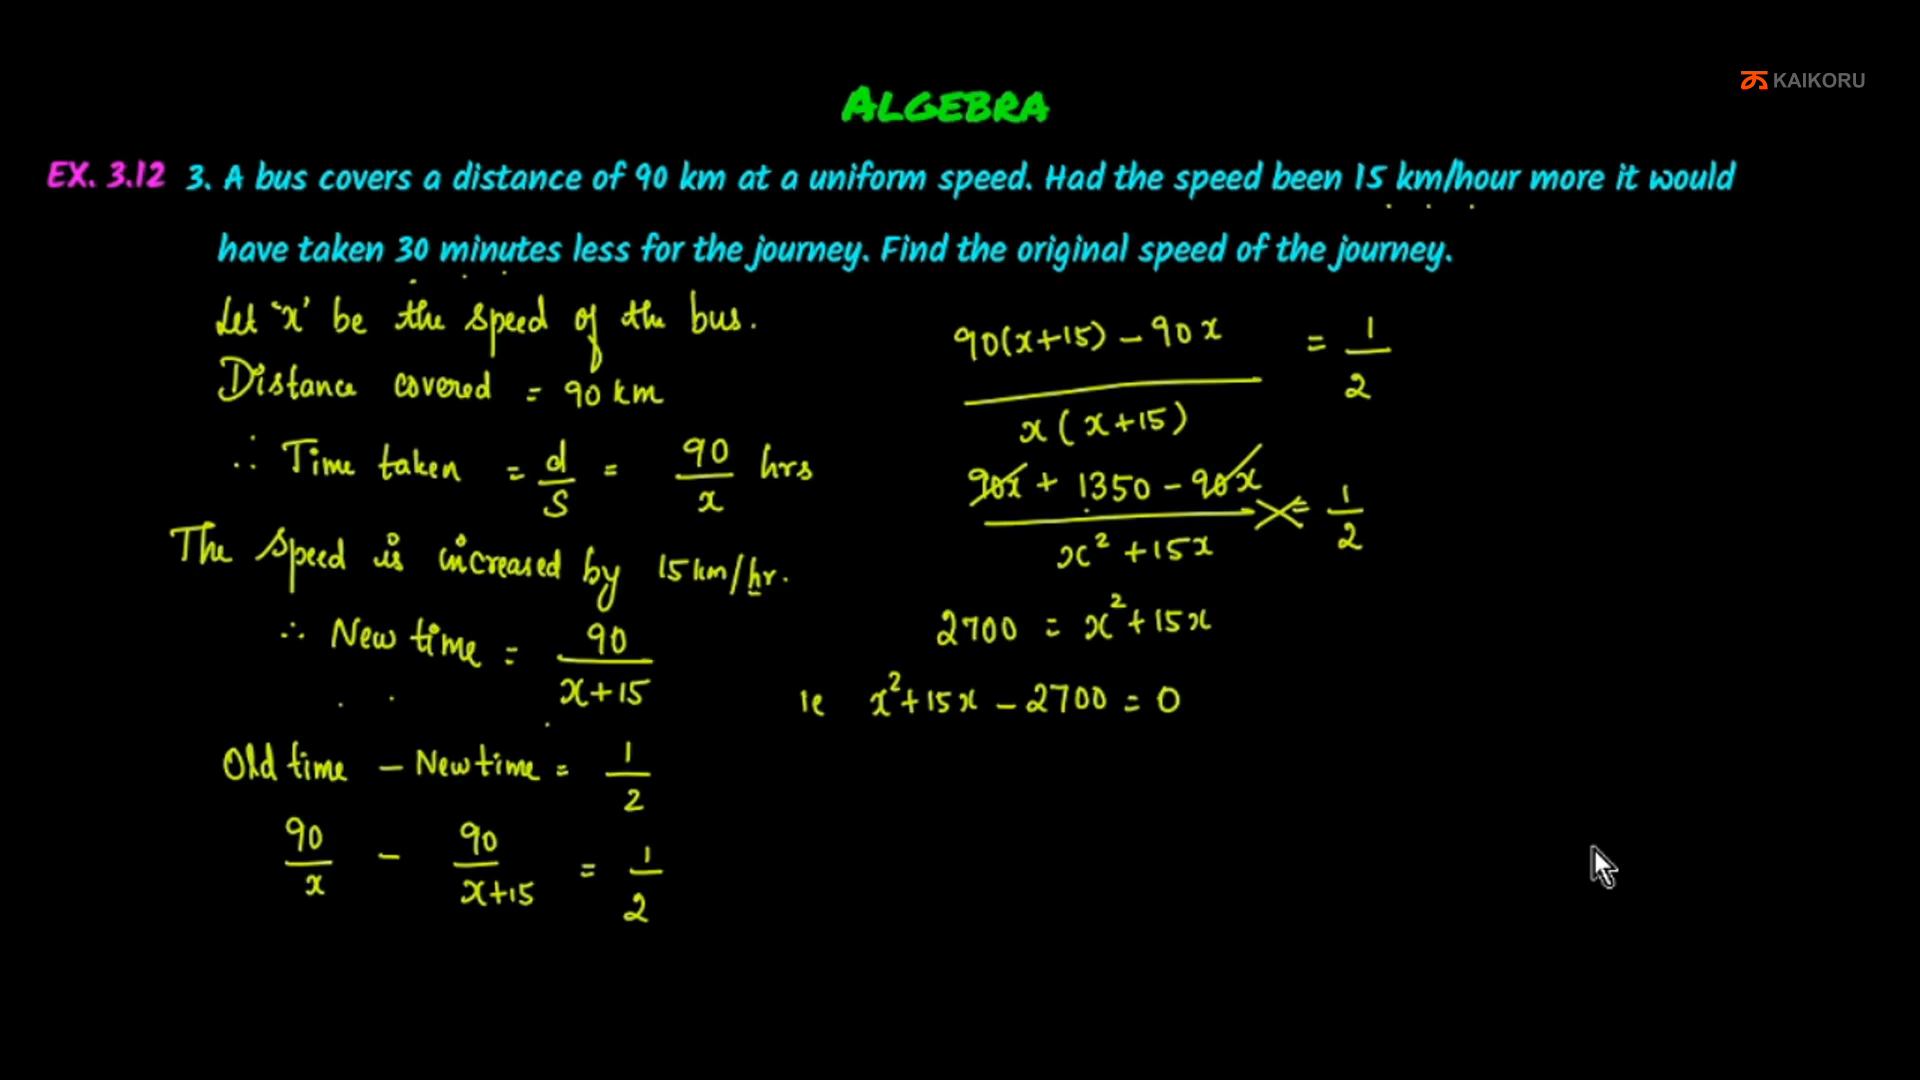 KAIKORU
ALGEBRA
EX. 3.12 3. A bus covers a distance of 90 km at a uniform speed. Had the speed been 15 km/hour more it would
have taken 30 minutes less for the journey. Find the original speed of the journey.
Let 'x' be the speed of the bus.
Distance covered = 90 km
∴ Time taken = d/s = 90/x hrs
The speed is increased by 15 km/hr.
∴ New time = 90/(x+15)
Old time – New time = 1/2
90/x – 90/(x+15) = 1/2
(90(x+15) – 90x)/(x(x+15)) = 1/2
(90x + 1350 – 90x)/(x² + 15x) = 1/2
2700 = x² + 15x
ie x² + 15x – 2700 = 0